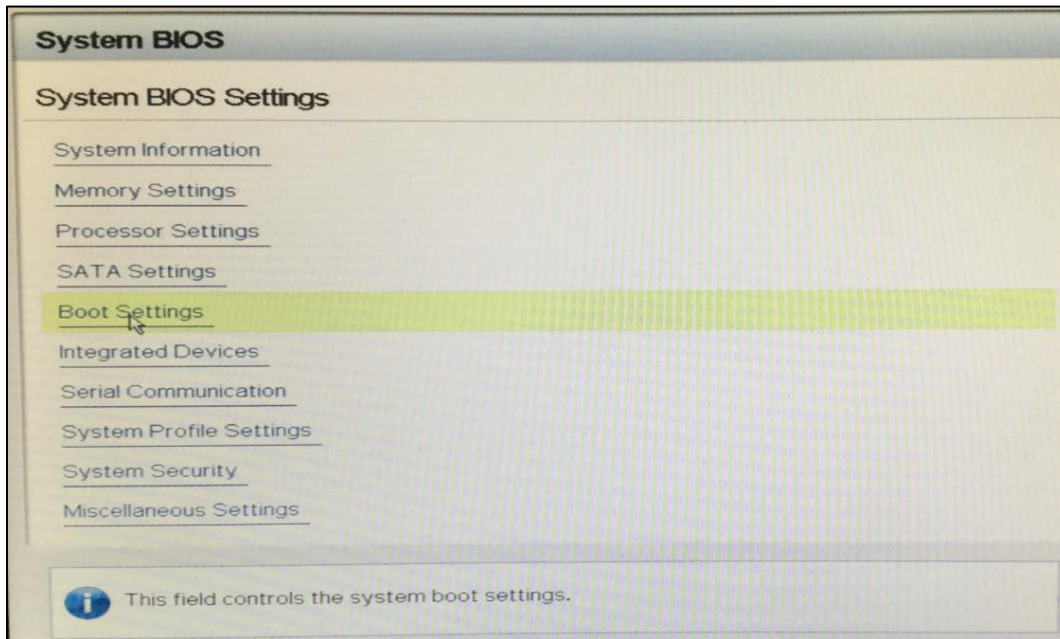 System BIOS
System BIOS Settings
System Information
Memory Settings
Processor Settings
SATA Settings
Boot Settings
Integrated Devices
Serial Communication
System Profile Settings
System Security
Miscellaneous Settings
This field controls the system boot settings.